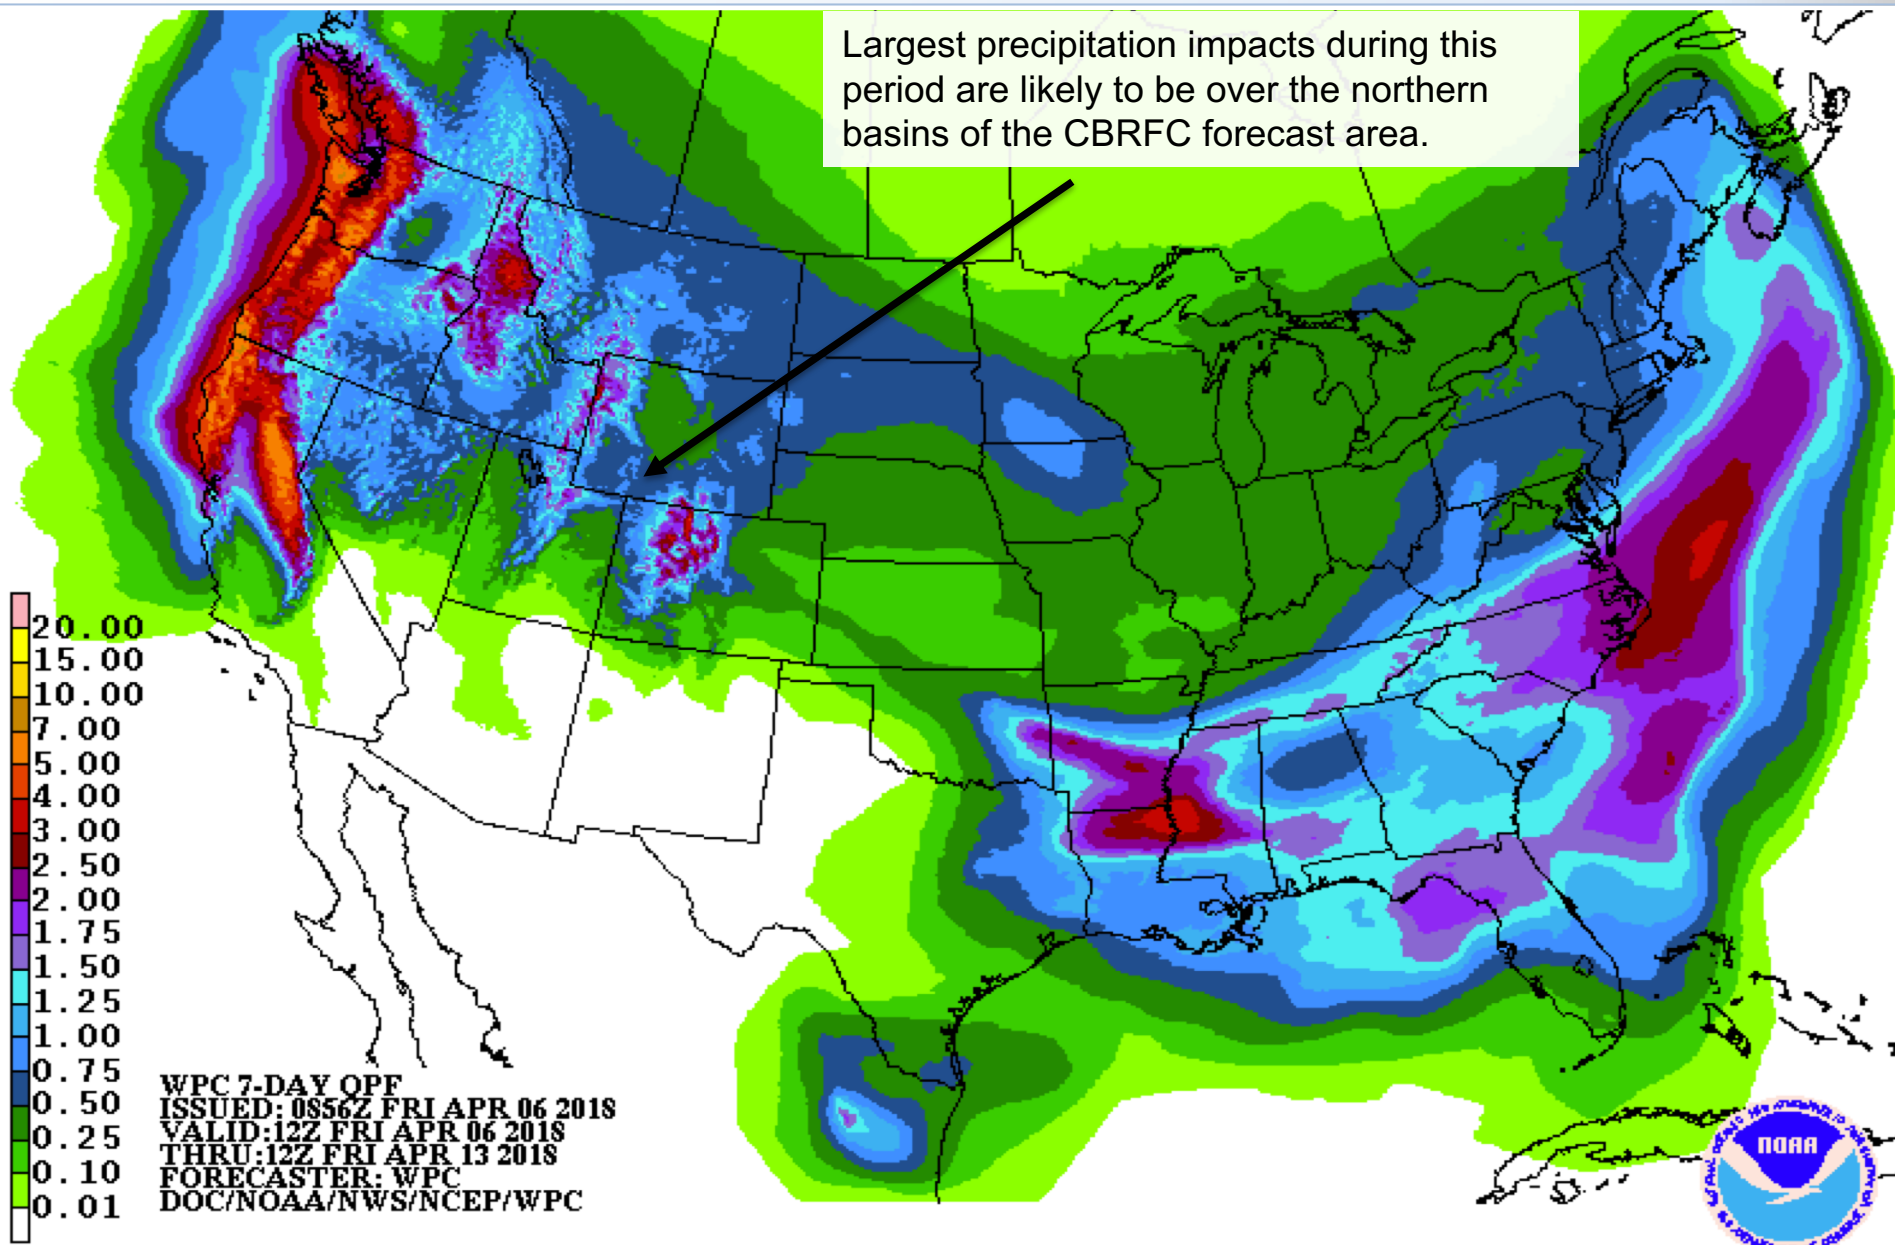 Largest precipitation impacts during this
period are likely to be over the northern
basins of the CBRFC forecast area.
20.00
15.00
10.00
7.00
5.00
4.00
3.00
2.50
2.00
1.75
1.50
1.25
1.00
0.75
0.50
0.25
0.10
0.01
WPC 7-DAY QPF
ISSUED: 0856Z FRI APR 06 2018
VALID:12Z FRI APR 06 2018
THRU:12Z FRI APR 13 2018
FORECASTER: WPC
DOC/NOAA/NWS/NCEP/WPC
NOAA